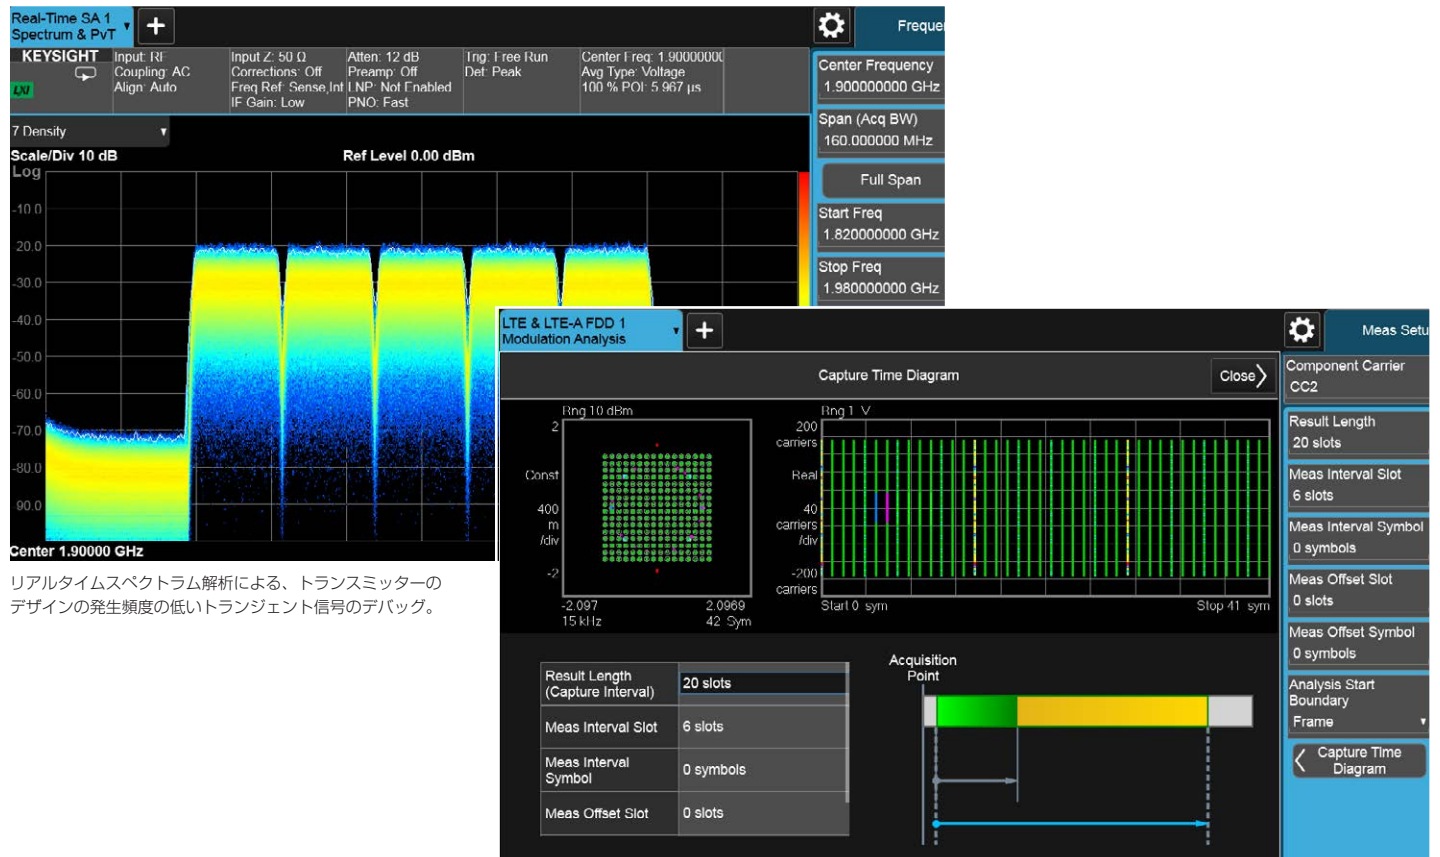 Real-Time SA 1
Spectrum & PvT
KEYSIGHT
LXI
Input: RF
Coupling: AC
Align: Auto
Input Z: 50 Ω
Corrections: Off
Freq Ref: Sense,Int
IF Gain: Low
Atten: 12 dB
Preamp: Off
LNP: Not Enabled
PNO: Fast
Trig: Free Run
Det: Peak
Center Freq: 1.90000000
Avg Type: Voltage
100 % POI: 5.967 µs
7 Density
Scale/Div 10 dB
Ref Level 0.00 dBm
Log
-10.0
20.0
-30.0
-40.0
-50.0
-60.0
-70.0
-80.0
90.0
Center 1.90000 GHz
Frequen
Center Frequency
1.900000000 GHz
Span (Acq BW)
160.000000 MHz
Full Span
Start Freq
1.820000000 GHz
Stop Freq
1.980000000 GHz
リアルタイムスペクトラム解析による、トランスミッターの
デザインの発生頻度の低いトランジェント信号のデバッグ。
LTE & LTE-A FDD 1
Modulation Analysis
Capture Time Diagram
Close
Rng 10 dBm
2
Const
400
m
/div
-2
-2.097
2.0969
15 kHz
42 Sym
Rng 1 V
200
carriers
Real
40
carriers
/div
-200
carriers
Start 0 sym
Stop 41 sym
Result Length
(Capture Interval)
20 slots
Meas Interval Slot
6 slots
Meas Interval
Symbol
0 symbols
Meas Offset Slot
0 slots
Acquisition
Point
Meas Setu
Component Carrier
CC2
Result Length
20 slots
Meas Interval Slot
6 slots
Meas Interval Symbol
0 symbols
Meas Offset Slot
0 slots
Meas Offset Symbol
0 symbols
Analysis Start
Boundary
Frame
Capture Time
Diagram